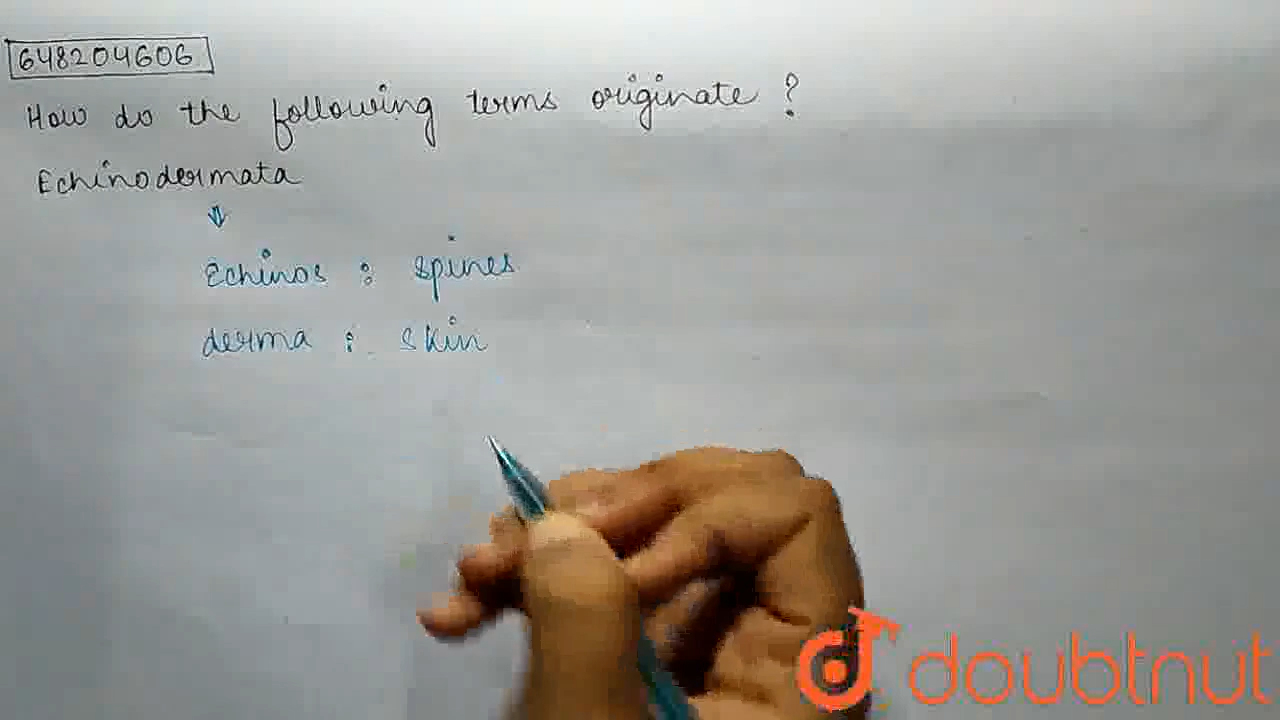 648204606
How do the following terms originate ?
Echinodermata
Echinos : spines
derma : skin
doubtnut